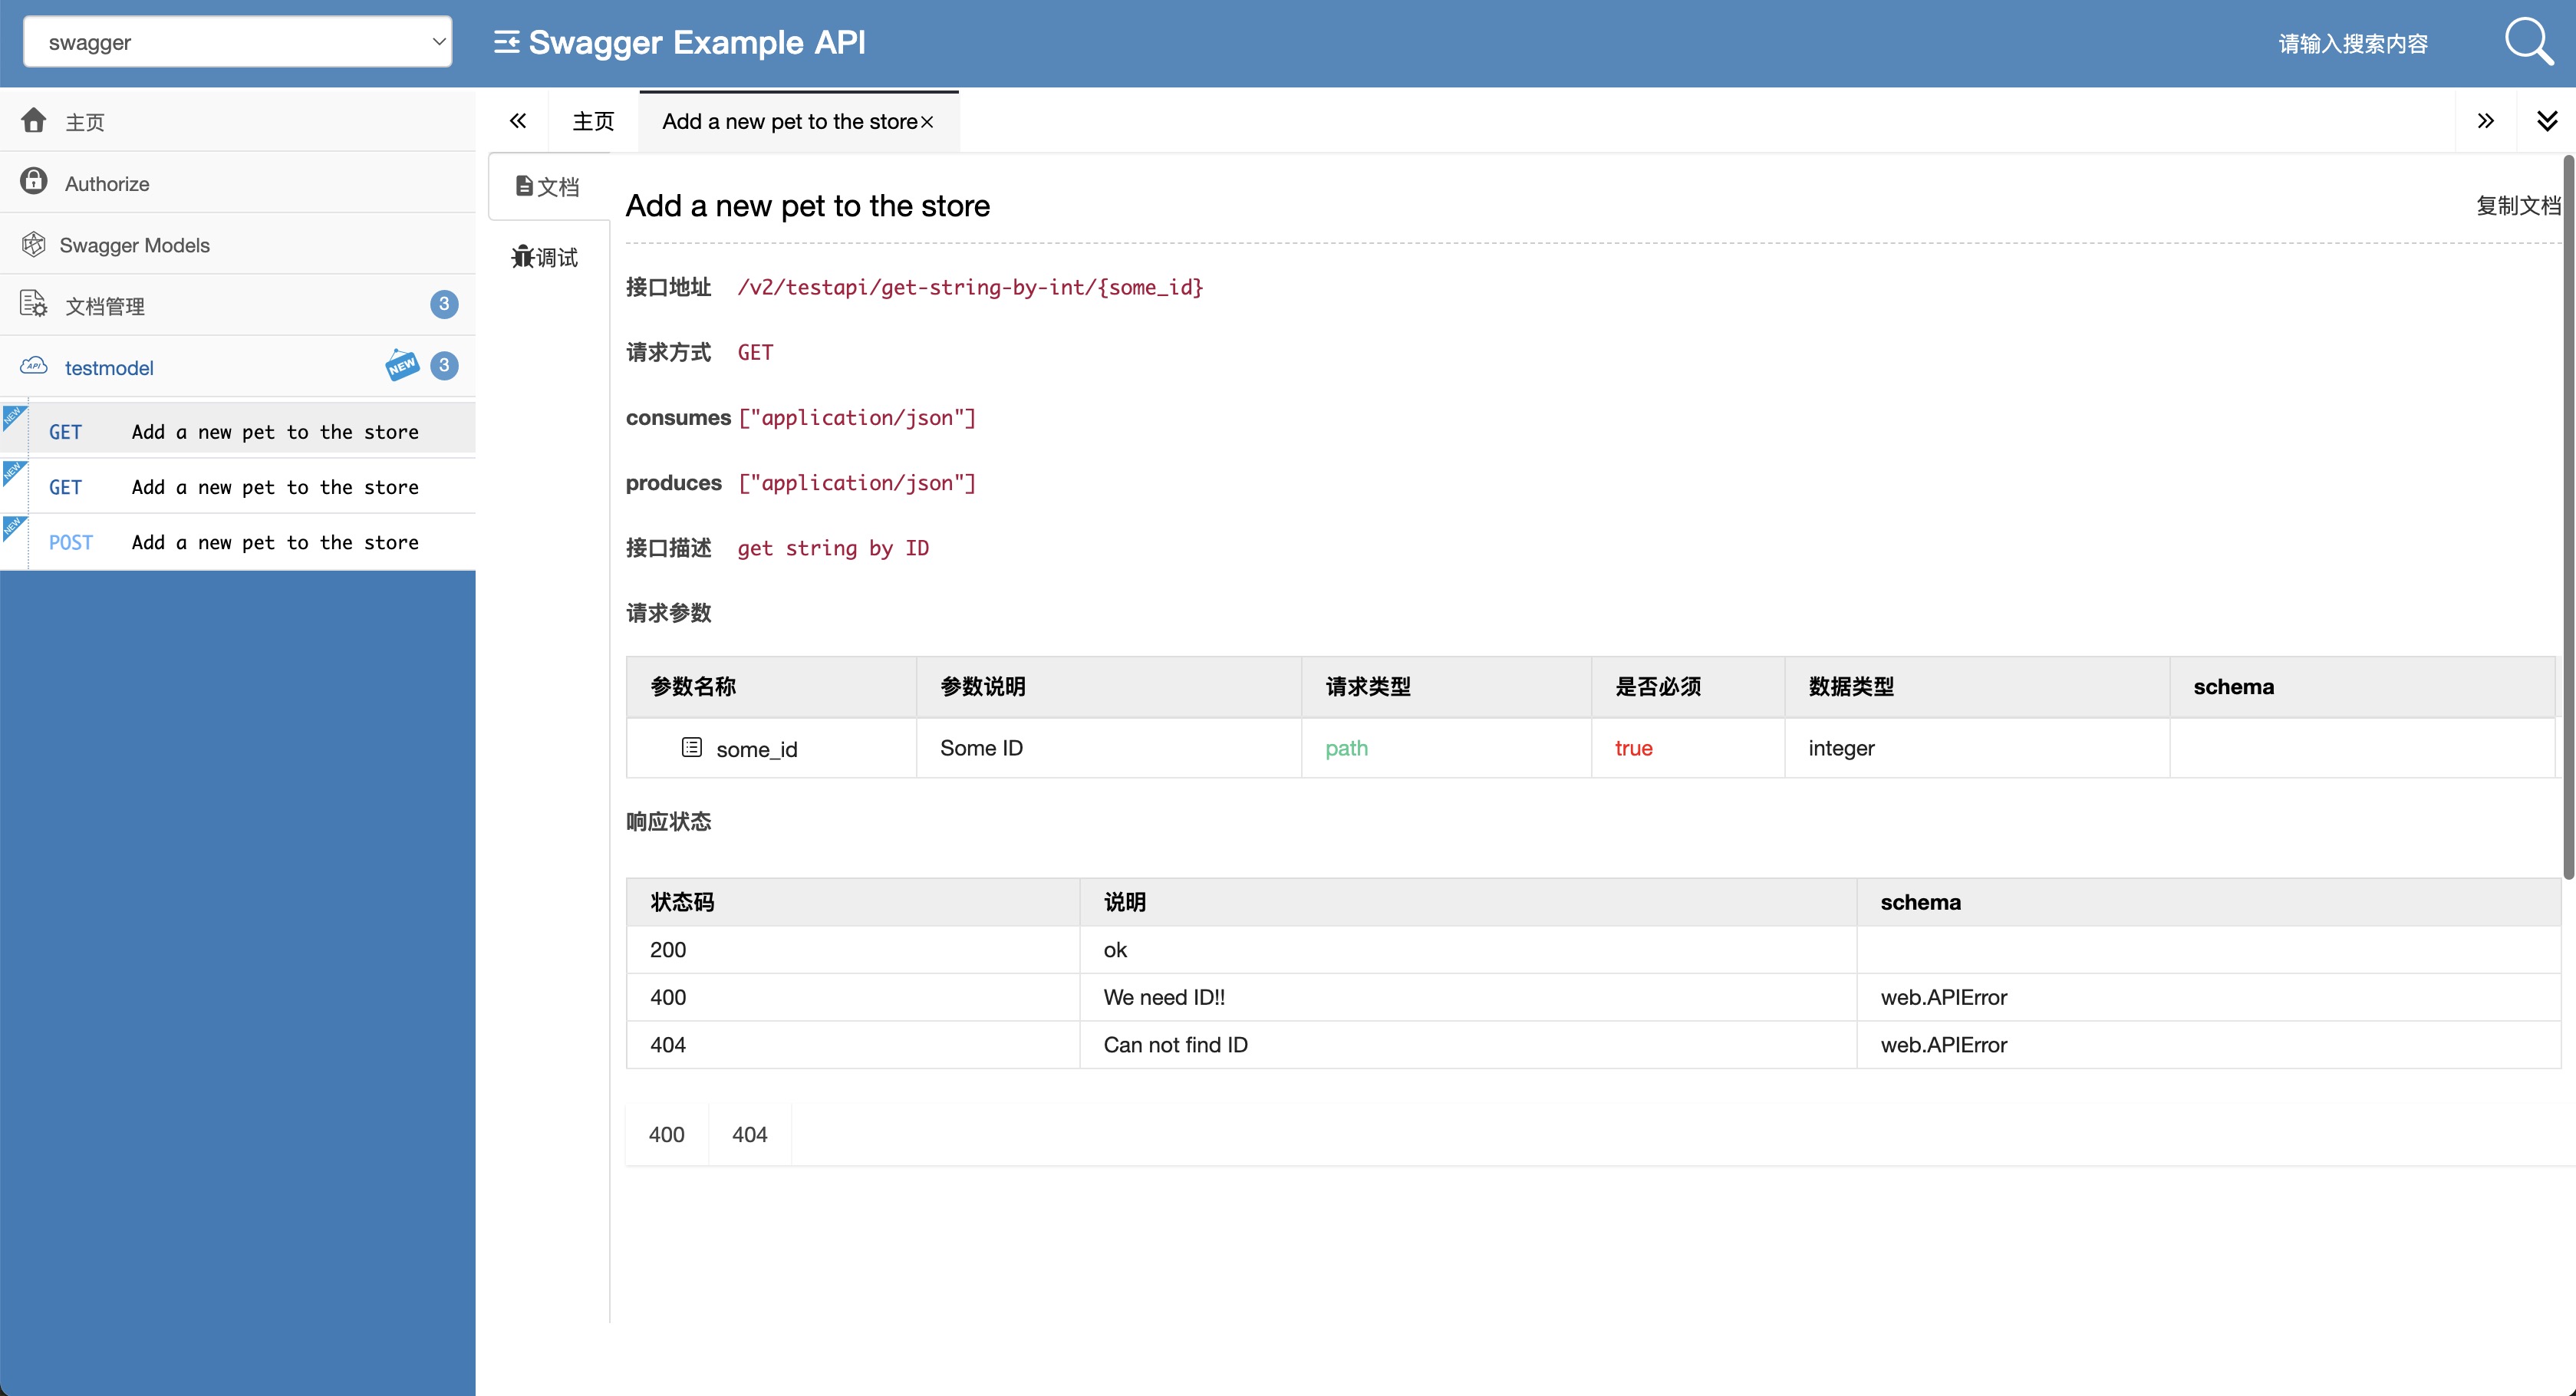 swagger
Swagger Example API
请输入搜索内容
主页
Authorize
Swagger Models
文档管理 3
testmodel NEW 3
NEW GET Add a new pet to the store
NEW GET Add a new pet to the store
NEW POST Add a new pet to the store
主页 Add a new pet to the store×
文档
调试
Add a new pet to the store
复制文档
接口地址 /v2/testapi/get-string-by-int/{some_id}
请求方式 GET
consumes ["application/json"]
produces ["application/json"]
接口描述 get string by ID
请求参数
参数名称 参数说明 请求类型 是否必须 数据类型 schema
some_id Some ID path true integer
响应状态
状态码 说明 schema
200 ok
400 We need ID!! web.APIError
404 Can not find ID web.APIError
400 404